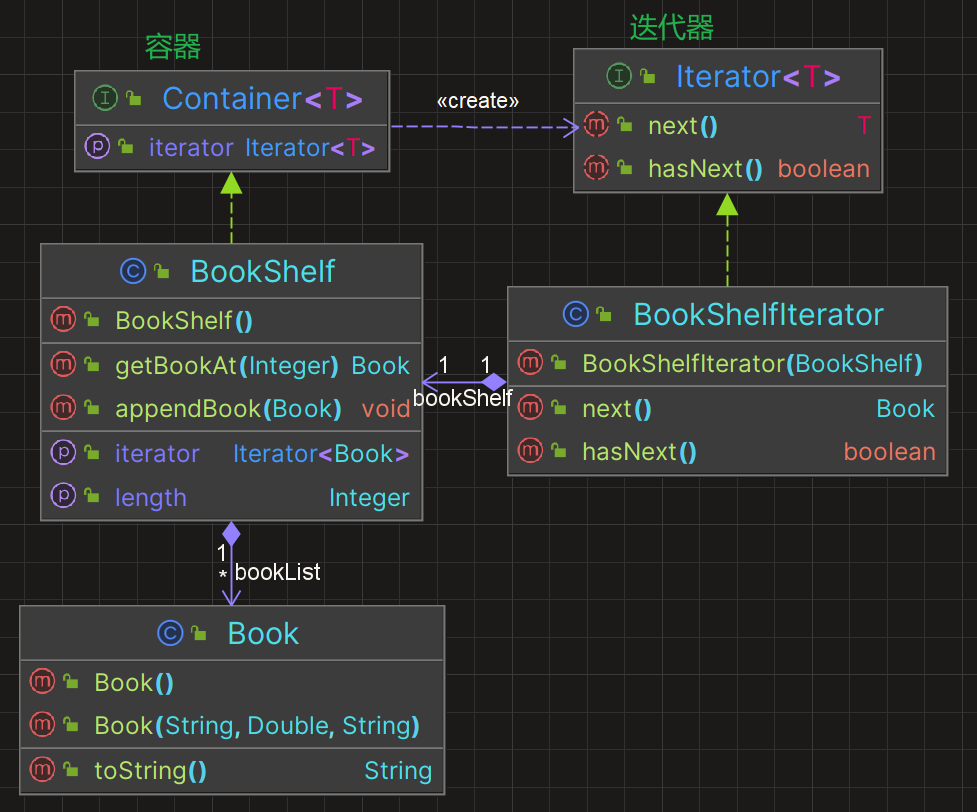 容器
Container<T>
iterator Iterator<T>
«create»
迭代器
Iterator<T>
next() T
hasNext() boolean
BookShelf
BookShelf()
getBookAt(Integer) Book
appendBook(Book) void
iterator Iterator<Book>
length Integer
1 1
bookShelf
BookShelfIterator
BookShelfIterator(BookShelf)
next() Book
hasNext() boolean
1
* bookList
Book
Book()
Book(String, Double, String)
toString() String